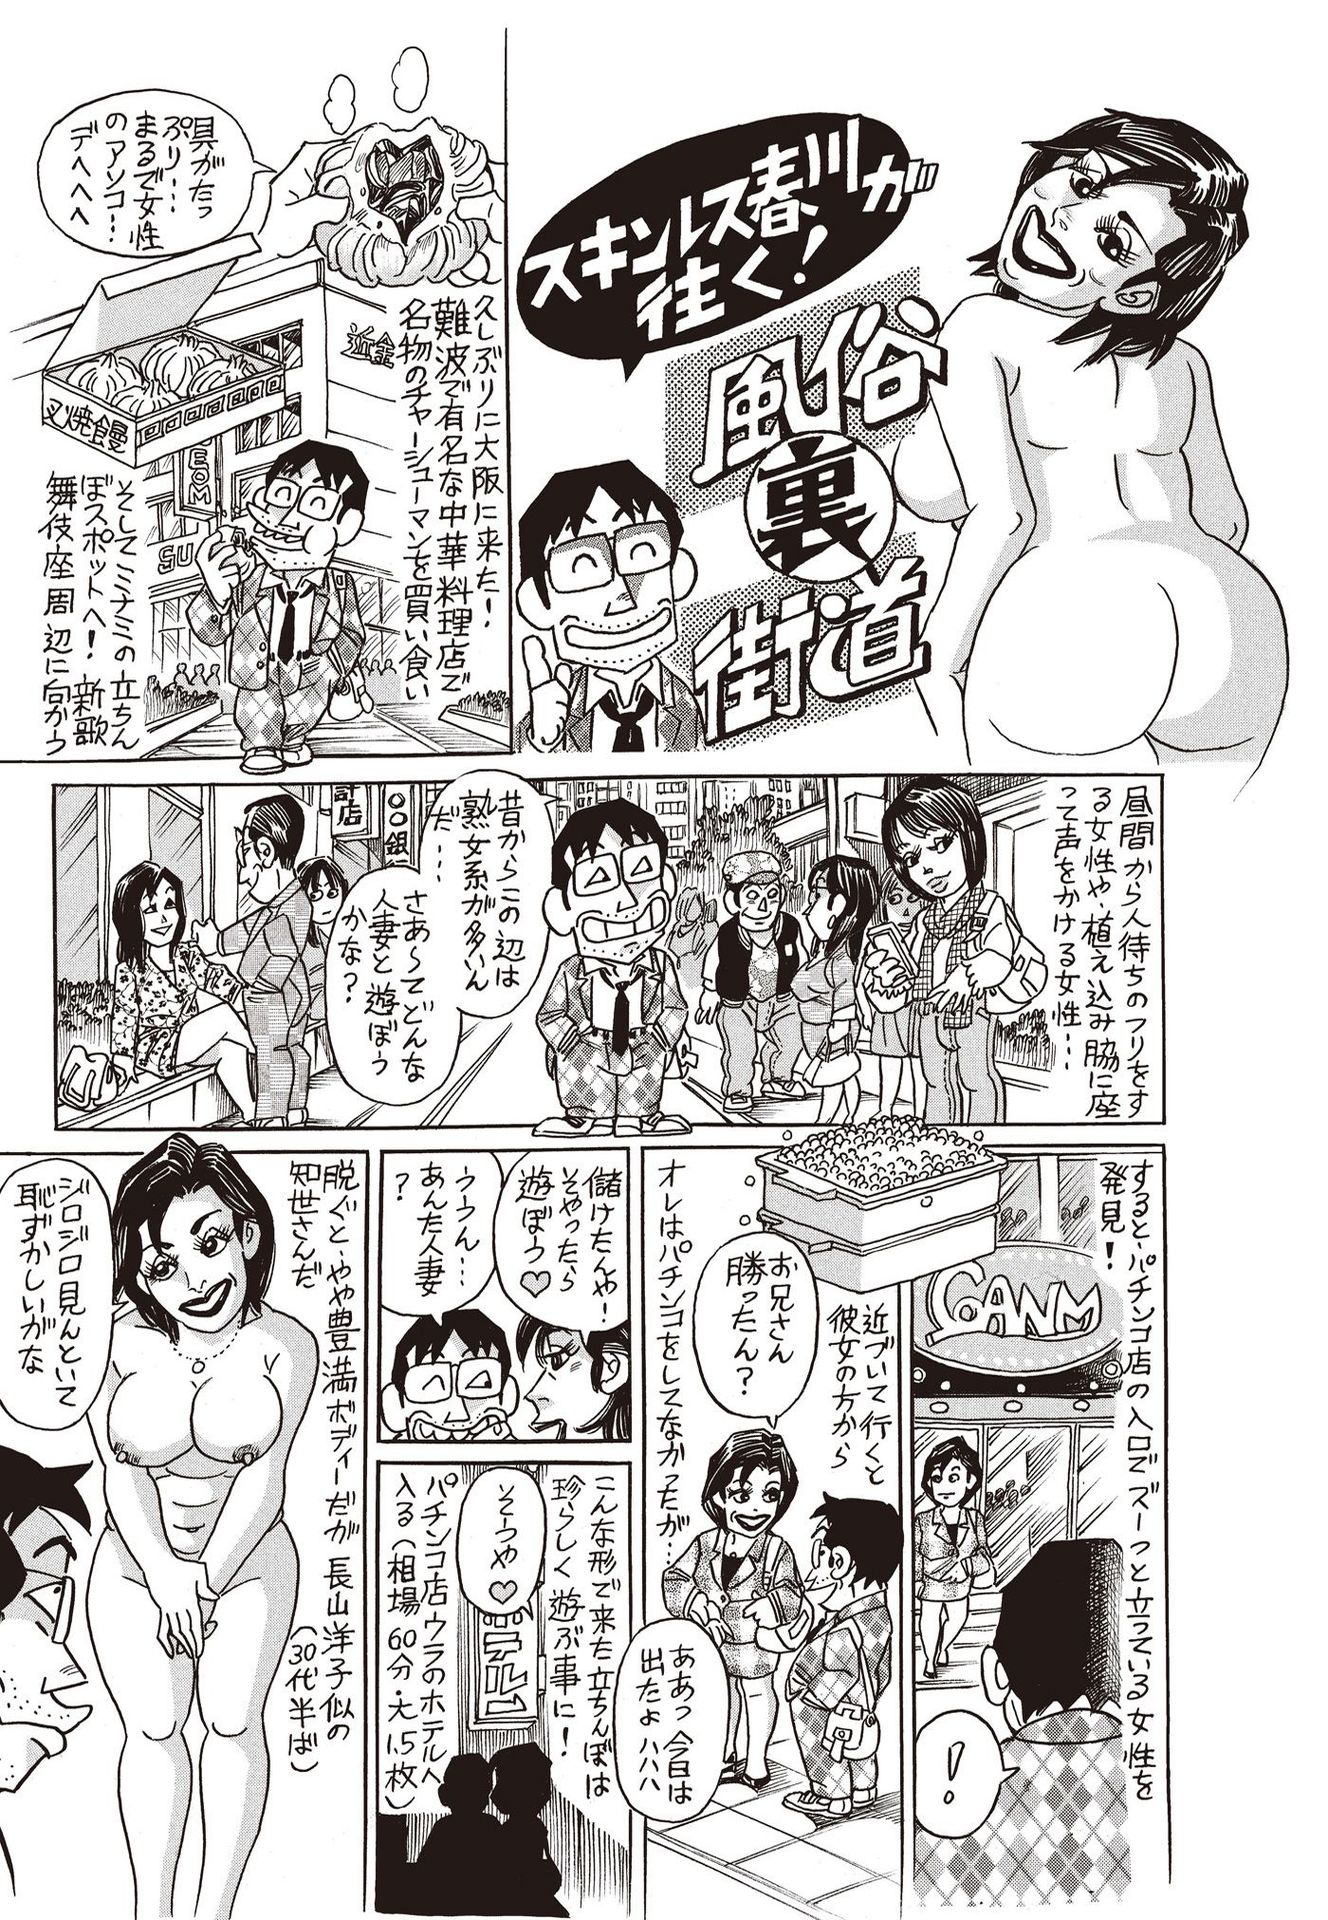 スキンレス春川が
往く!
風俗
裏
街道
具がたっ
ぷり…
まるで女性
のアソコ…
デヘヘヘ
久しぶりに大阪に来た!
難波で有名な中華料理店で
名物のチャーシューマンを買い食い
叉焼饅
そしてミナミの立ちん
ぼスポットへ!新歌
舞伎座周辺に向かう
昼間から人待ちのフリをす
る女性や、植え込み脇に座
って声をかける女性…
昔からこの辺は
熟女系が多いん
だ…
さあ〜てどんな
人妻と遊ぼう
かな?
○○銀
計店
すると、パチンコ店の入口でズーっと立っている女性を
発見!
COANM
!
近づいて行くと
彼女の方から
お兄さん
勝ったん?
オレはパチンコをしてなかったが…
ああっ今日は
出たよハハハ
儲けたんや!
そやったら
遊ぼう♡
ううん…
あんた人妻
?
こんな形で来た立ちんぼは
珍らしく遊ぶ事に!
そうや♡
ホテル
パチンコ店ウラのホテルへ
入る(相場60分・大1.5枚)
脱ぐと、やや豊満ボディーだが長山洋子似の
知世さんだ
(30代半ば)
ジロジロ見んといて
恥ずかしいがな